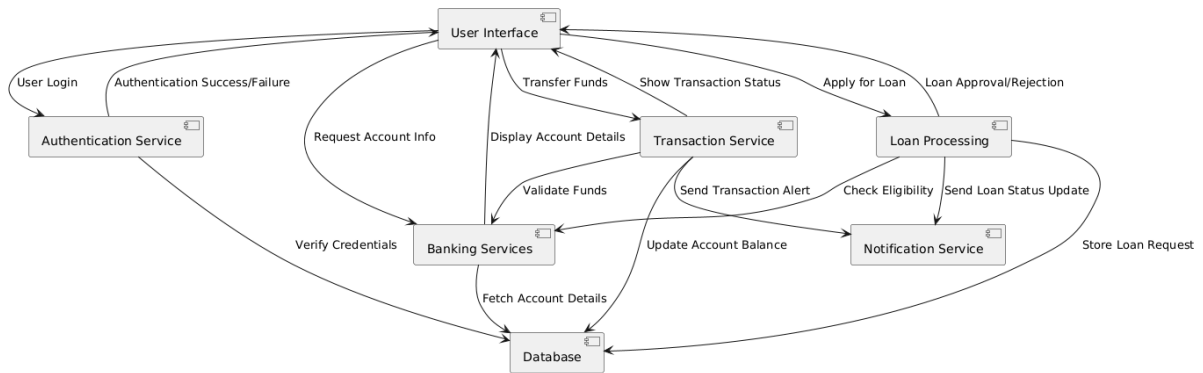 User Interface
User Login
Authentication Success/Failure
Transfer Funds
Show Transaction Status
Apply for Loan
Loan Approval/Rejection
Request Account Info
Display Account Details
Authentication Service
Transaction Service
Loan Processing
Validate Funds
Send Transaction Alert
Check Eligibility
Send Loan Status Update
Verify Credentials
Banking Services
Update Account Balance
Notification Service
Store Loan Request
Fetch Account Details
Database